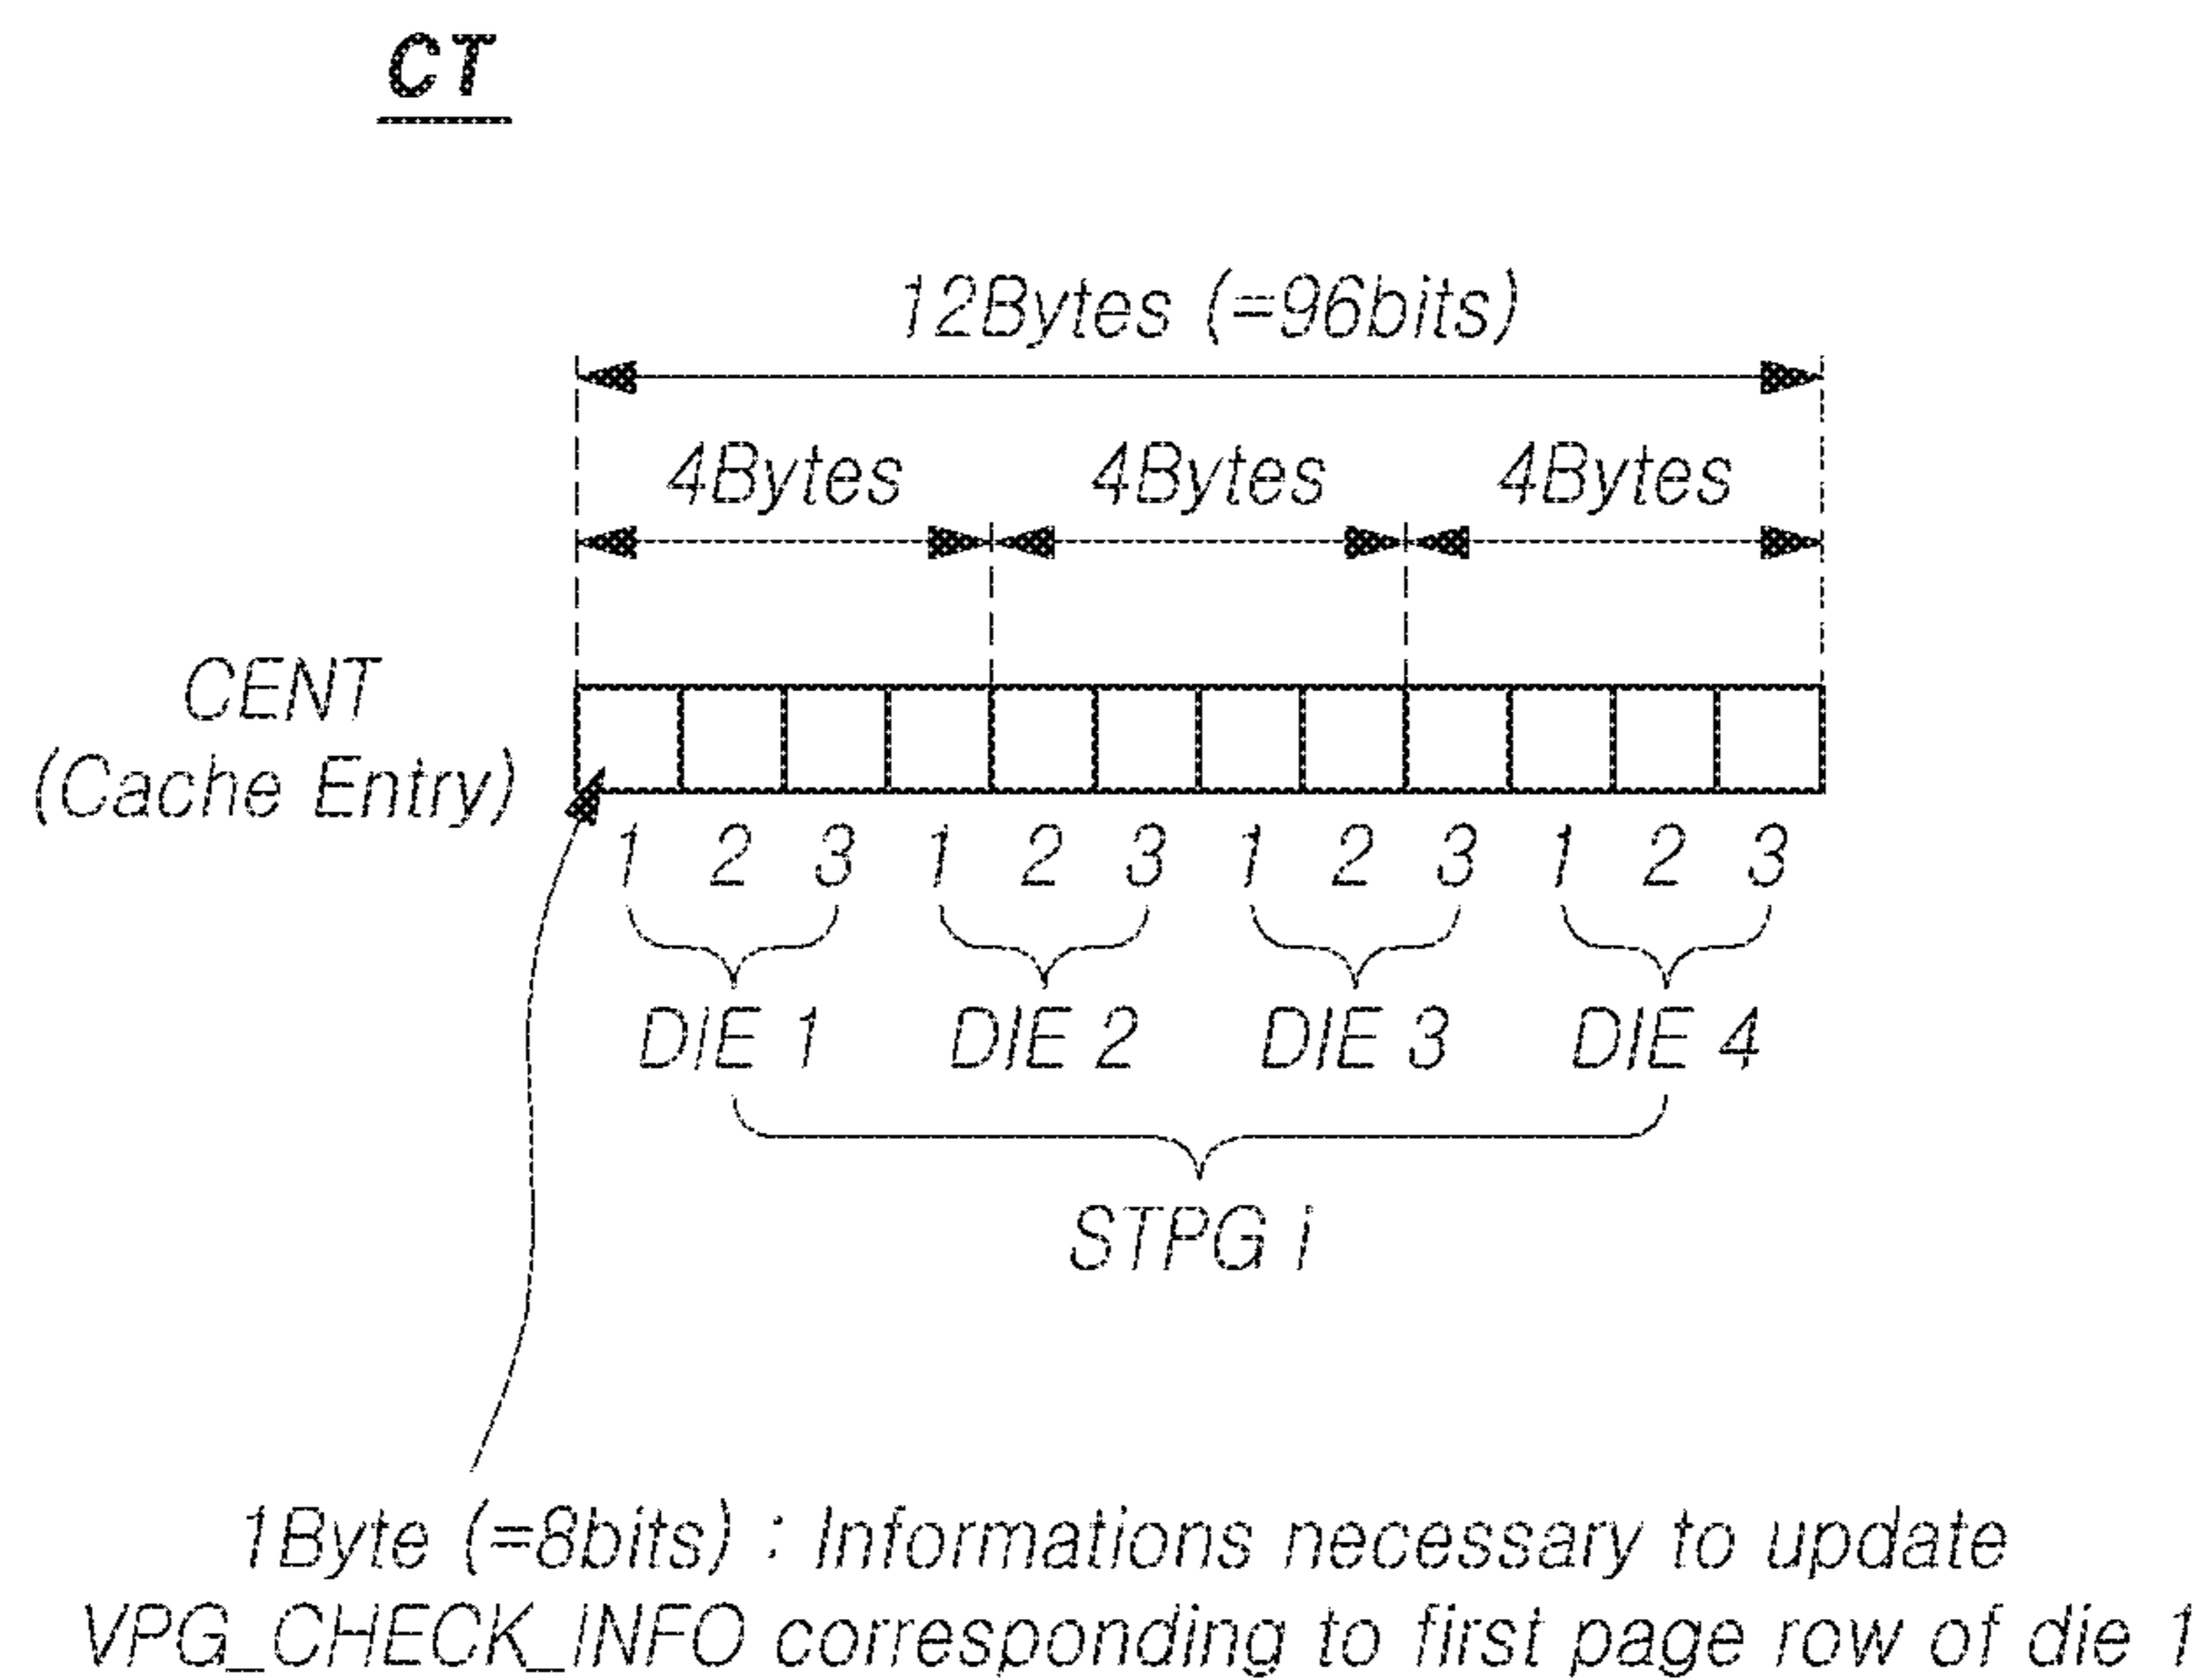 CT
12Bytes (=96bits)
4Bytes 4Bytes 4Bytes
CENT
(Cache Entry)
1 2 3 1 2 3 1 2 3 1 2 3
DIE 1 DIE 2 DIE 3 DIE 4
STPG i
1Byte (=8bits) : Informations necessary to update
VPG_CHECK_INFO corresponding to first page row of die 1